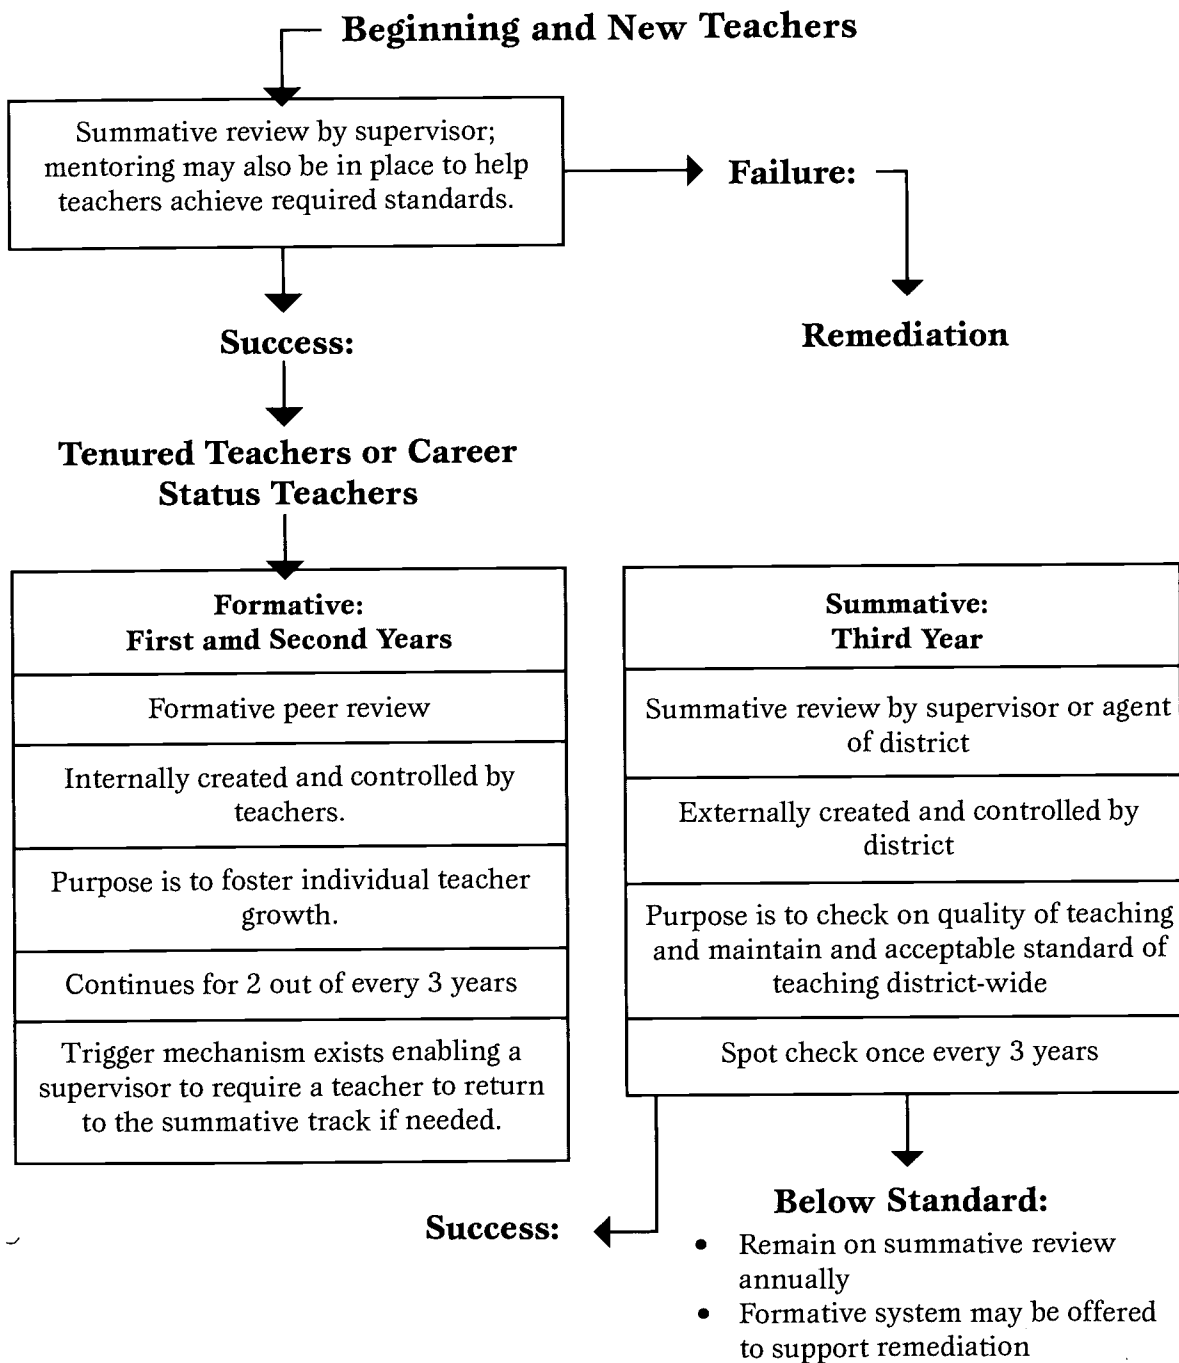 Beginning and New Teachers
Summative review by supervisor;
mentoring may also be in place to help
teachers achieve required standards.
Failure:
Remediation
Success:
Tenured Teachers or Career
Status Teachers
Formative:
First amd Second Years
Formative peer review
Internally created and controlled by
teachers.
Purpose is to foster individual teacher
growth.
Continues for 2 out of every 3 years
Trigger mechanism exists enabling a
supervisor to require a teacher to return
to the summative track if needed.
Summative:
Third Year
Summative review by supervisor or agent
of district
Externally created and controlled by
district
Purpose is to check on quality of teaching
and maintain and acceptable standard of
teaching district-wide
Spot check once every 3 years
Success:
Below Standard:
• Remain on summative review
annually
• Formative system may be offered
to support remediation